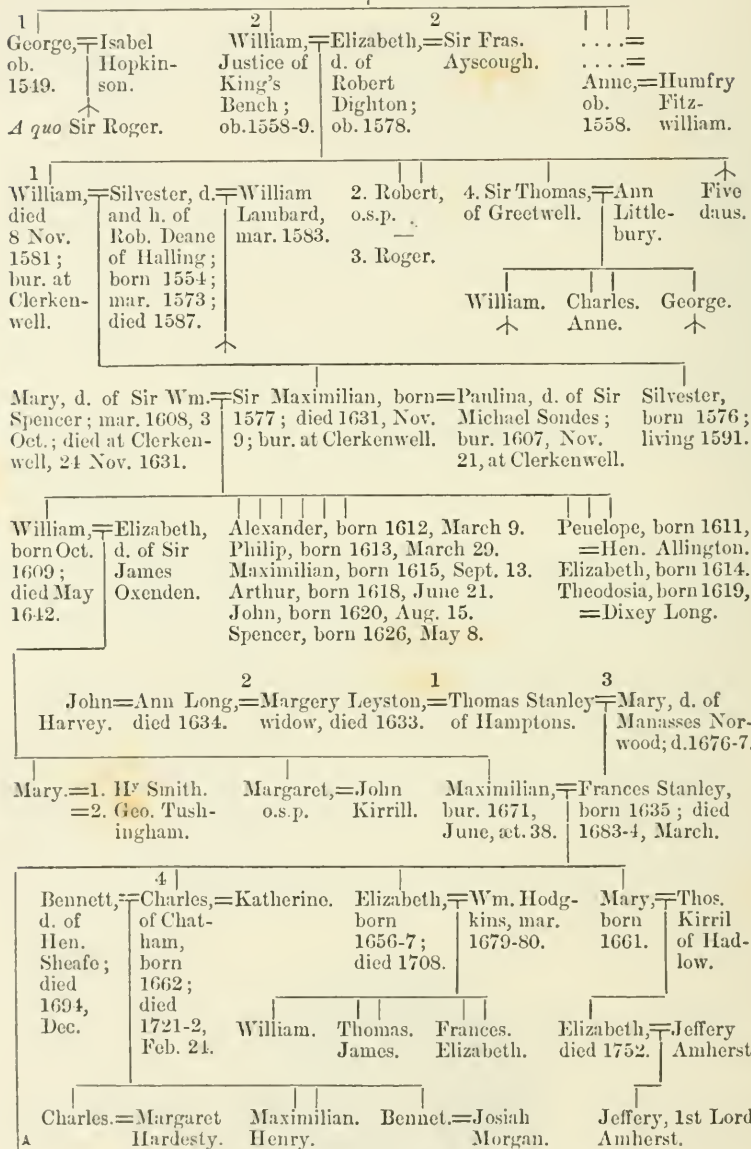 1 2 2
George,=Isabel William,=Elizabeth,=Sir Fras. . . . .=
ob. Hopkin- Justice of d. of Ayscough. . . . .=
1549. son. King's Robert Anne,=Humfry
Bench; Dighton; ob. Fitz-
A quo Sir Roger. ob.1558-9. ob. 1578. 1558. william.
1
William,=Silvester, d.=William 2. Robert, 4. Sir Thomas,=Ann Five
died and h. of Lambard, o.s.p. of Greetwell. Little- daus.
8 Nov. Rob. Deane mar. 1583. — bury.
1581; of Halling; 3. Roger.
bur. at born 1554;
Clerken- mar. 1573; William. Charles. George.
well. died 1587. Anne.
Mary, d. of Sir Wm.=Sir Maximilian, born=Paulina, d. of Sir Silvester,
Spencer; mar. 1608, 3 1577; died 1631, Nov. Michael Sondes; born 1576;
Oct.; died at Clerken- 9; bur. at Clerkenwell. bur. 1607, Nov. living 1591.
well, 24 Nov. 1631. 21, at Clerkenwell.
William,=Elizabeth, Alexander, born 1612, March 9. Penelope, born 1611,
born Oct. d. of Sir Philip, born 1613, March 29. =Hen. Allington.
1609; James Maximilian, born 1615, Sept. 13. Elizabeth, born 1614.
died May Oxenden. Arthur, born 1618, June 21. Theodosia, born 1619,
1642. John, born 1620, Aug. 15. =Dixey Long.
Spencer, born 1626, May 8.
2 1 3
John=Ann Long,=Margery Leyston,=Thomas Stanley=Mary, d. of
Harvey. died 1634. widow, died 1633. of Hamptons. Manasses Nor-
wood; d.1676-7.
Mary.=1. Hy Smith. Margaret,=John Maximilian,=Frances Stanley,
=2. Geo. Tush- o.s.p. Kirrill. bur. 1671, born 1635; died
ingham. June, æt. 38. 1683-4, March.
4
Bennett,=Charles,=Katherine. Elizabeth,=Wm. Hodg- Mary,=Thos.
d. of of Chat- born kins, mar. born Kirril
Hen. ham, 1656-7; 1679-80. 1661. of Had-
Sheafe; born died 1708. low.
died 1662;
1694, died
Dec. 1721-2, William. Thomas. Frances. Elizabeth,=Jeffery
Feb. 24. James. Elizabeth. died 1752. Amherst.
Charles.=Margaret Maximilian. Bennet.=Josiah Jeffery, 1st Lord
A Hardesty. Henry. Morgan. Amherst.